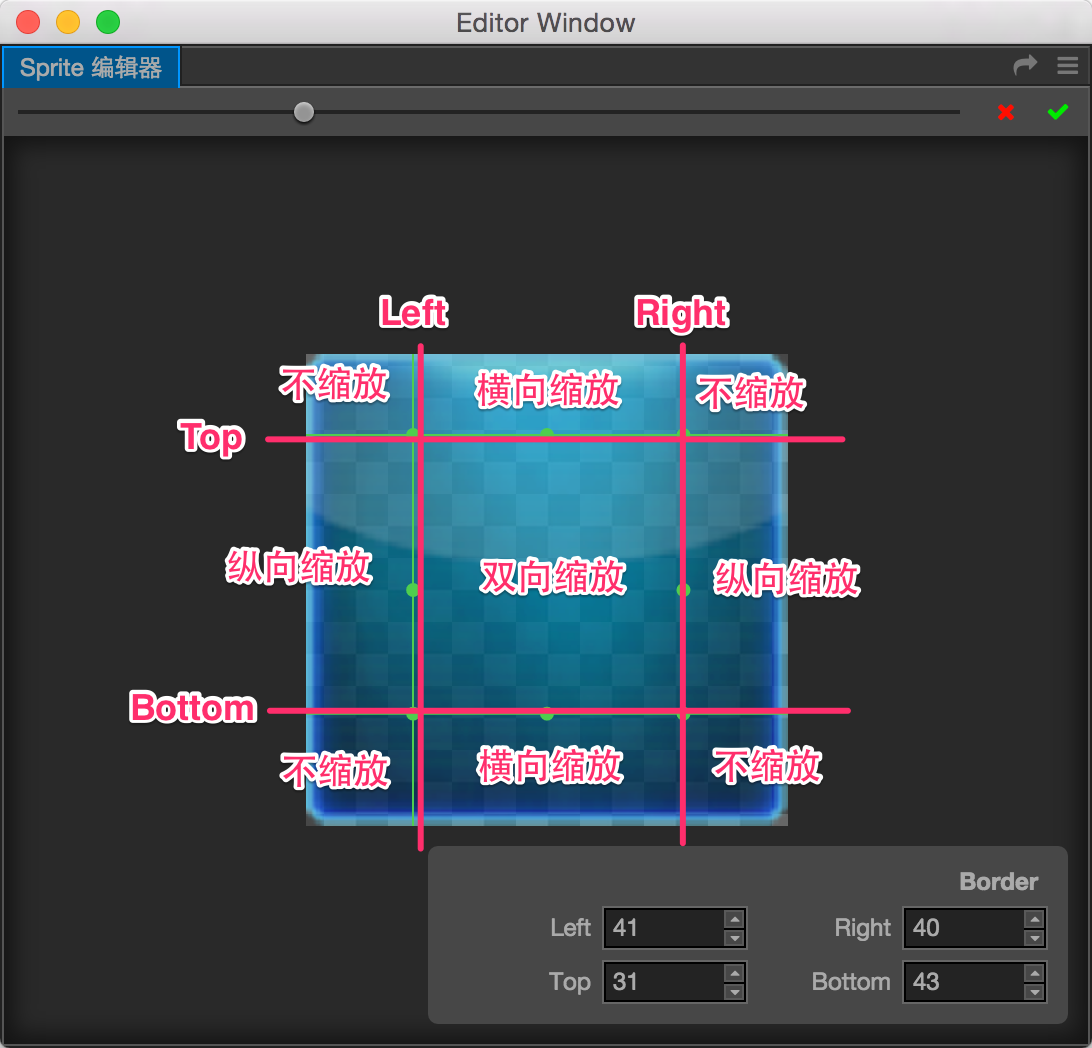 Editor Window
Sprite 编辑器
Left Right
不缩放 横向缩放 不缩放
Top
纵向缩放 双向缩放 纵向缩放
Bottom
不缩放 横向缩放 不缩放
Border
Left 41 Right 40
Top 31 Bottom 43